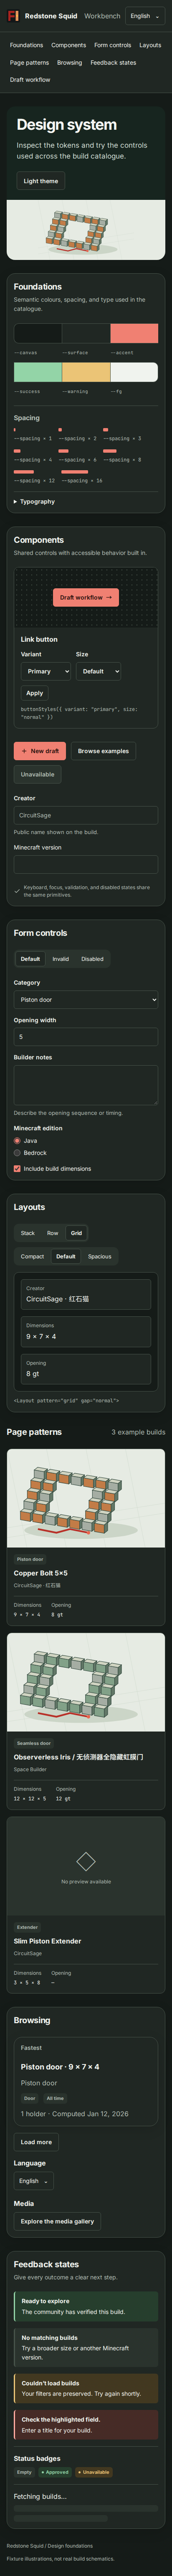 Redstone Squid Workbench English
Foundations Components Form controls Layouts
Page patterns Browsing Feedback states
Draft workflow
Design system
Inspect the tokens and try the controls
used across the build catalogue.
Light theme
Foundations
Semantic colours, spacing, and type used in the
catalogue.
--canvas --surface --accent
--success --warning --fg
Spacing
--spacing × 1 --spacing × 2 --spacing × 3
--spacing × 4 --spacing × 6 --spacing × 8
--spacing × 12 --spacing × 16
Typography
Components
Shared controls with accessible behavior built in.
Draft workflow →
Link button
Variant Size
Primary Default
Apply
buttonStyles({ variant: "primary", size:
"normal" })
+ New draft Browse examples
Unavailable
Creator
CircuitSage
Public name shown on the build.
Minecraft version
Keyboard, focus, validation, and disabled states share
the same primitives.
Form controls
Default Invalid Disabled
Category
Piston door
Opening width
5
Builder notes
Describe the opening sequence or timing.
Minecraft edition
Java
Bedrock
Include build dimensions
Layouts
Stack Row Grid
Compact Default Spacious
Creator
CircuitSage · 红石猫
Dimensions
9 × 7 × 4
Opening
8 gt
<Layout pattern="grid" gap="normal">
Page patterns 3 example builds
Piston door
Copper Bolt 5×5
CircuitSage · 红石猫
Dimensions Opening
9 × 7 × 4 8 gt
Seamless door
Observerless Iris / 无侦测器全隐藏虹膜门
Space Builder
Dimensions Opening
12 × 12 × 5 12 gt
No preview available
Extender
Slim Piston Extender
CircuitSage
Dimensions Opening
3 × 5 × 8 —
Browsing
Fastest
Piston door · 9 × 7 × 4
Piston door
Door All time
1 holder · Computed Jan 12, 2026
Load more
Language
English
Media
Explore the media gallery
Feedback states
Give every outcome a clear next step.
Ready to explore
The community has verified this build.
No matching builds
Try a broader size or another Minecraft
version.
Couldn't load builds
Your filters are preserved. Try again shortly.
Check the highlighted field.
Enter a title for your build.
Status badges
Empty Approved Unavailable
Fetching builds...
Redstone Squid / Design foundations
Fixture illustrations, not real build schematics.